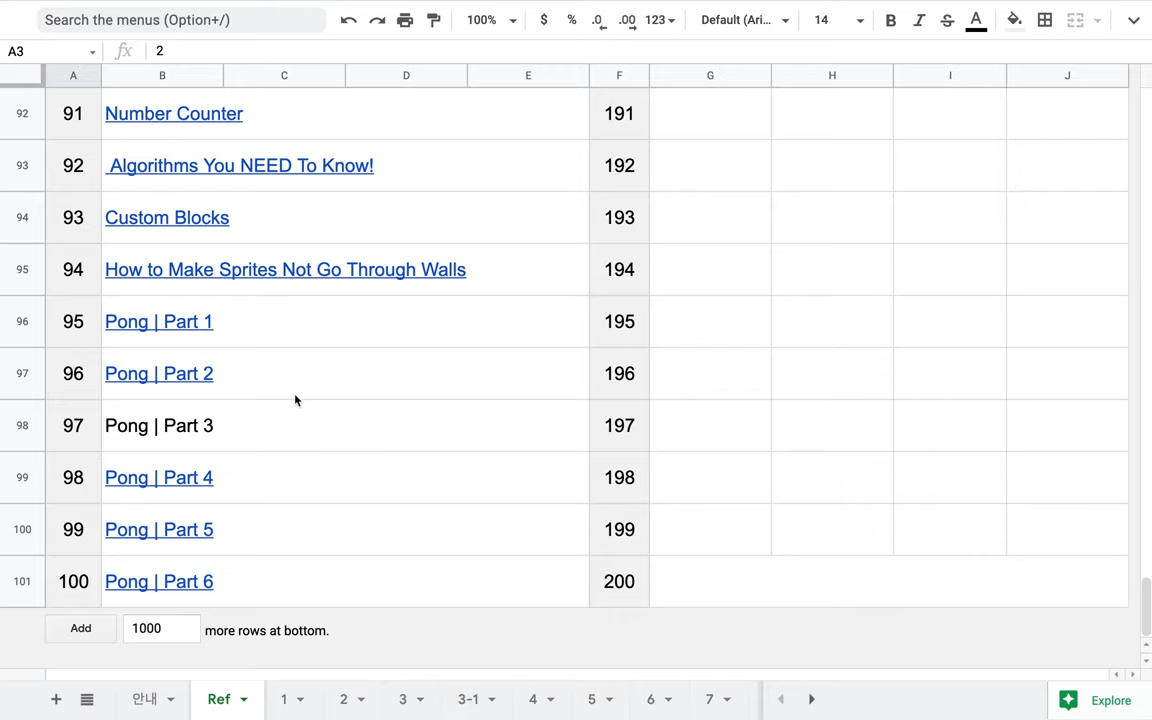 Search the menus (Option+/) 100% $ % .0 .00 123 Default (Ari... 14 B I S A
A3 fx 2
A B C D E F G H I J
92 91 Number Counter 191
93 92 Algorithms You NEED To Know! 192
94 93 Custom Blocks 193
95 94 How to Make Sprites Not Go Through Walls 194
96 95 Pong | Part 1 195
97 96 Pong | Part 2 196
98 97 Pong | Part 3 197
99 98 Pong | Part 4 198
100 99 Pong | Part 5 199
101 100 Pong | Part 6 200
Add 1000 more rows at bottom.
+ 안내 Ref 1 2 3 3-1 4 5 6 7 Explore